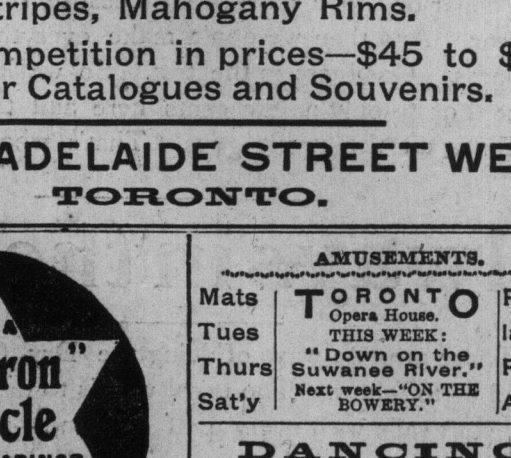 tripes, Mahogany Rims.
mpetition in prices—$45 to $
r Catalogues and Souvenirs.
ADELAIDE STREET WE
TORONTO.
A
ron"
cle
AMUSEMENTS.
Mats
Tues
Thurs
Sat'y
TORONTO
Opera House.
THIS WEEK:
"Down on the
Suwanee River."
Next week—"ON THE
BOWERY."
DANCING